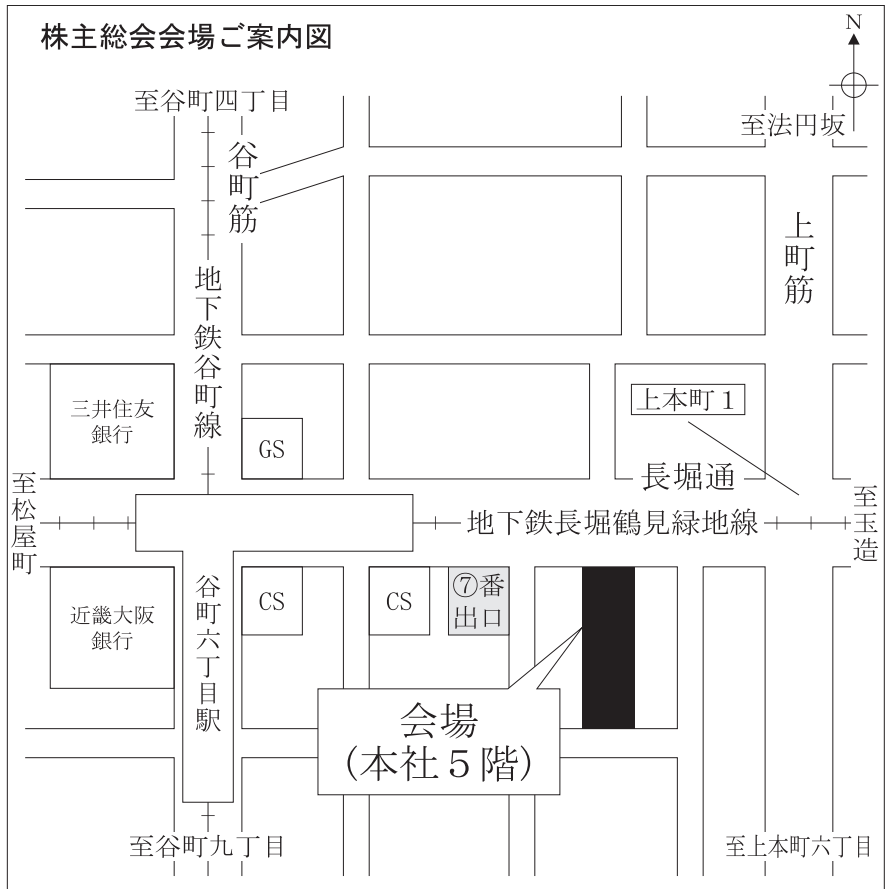 株主総会会場ご案内図
N
至谷町四丁目
至法円坂
谷町筋
上町筋
地下鉄谷町線
三井住友
銀行
GS
上本町1
長堀通
至松屋町
地下鉄長堀鶴見緑地線
至玉造
近畿大阪
銀行
谷町六丁目駅
CS
CS
⑦番
出口
会場
(本社5階)
至谷町九丁目
至上本町六丁目